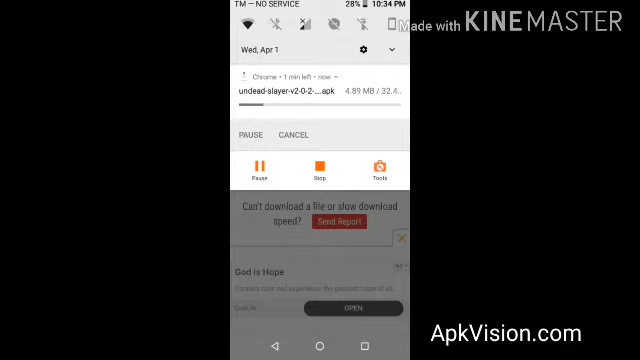 TM — NO SERVICE 28% 10:34 PM
Made with KINEMASTER
Wed, Apr 1
Chrome • 1 min left • now
undead-slayer-v2-0-2-....apk 4.89 MB / 32.4..
PAUSE CANCEL
Pause Stop Tools
Can't download a file or slow download
speed? Send Report
God is Hope
OPEN
ApkVision.com